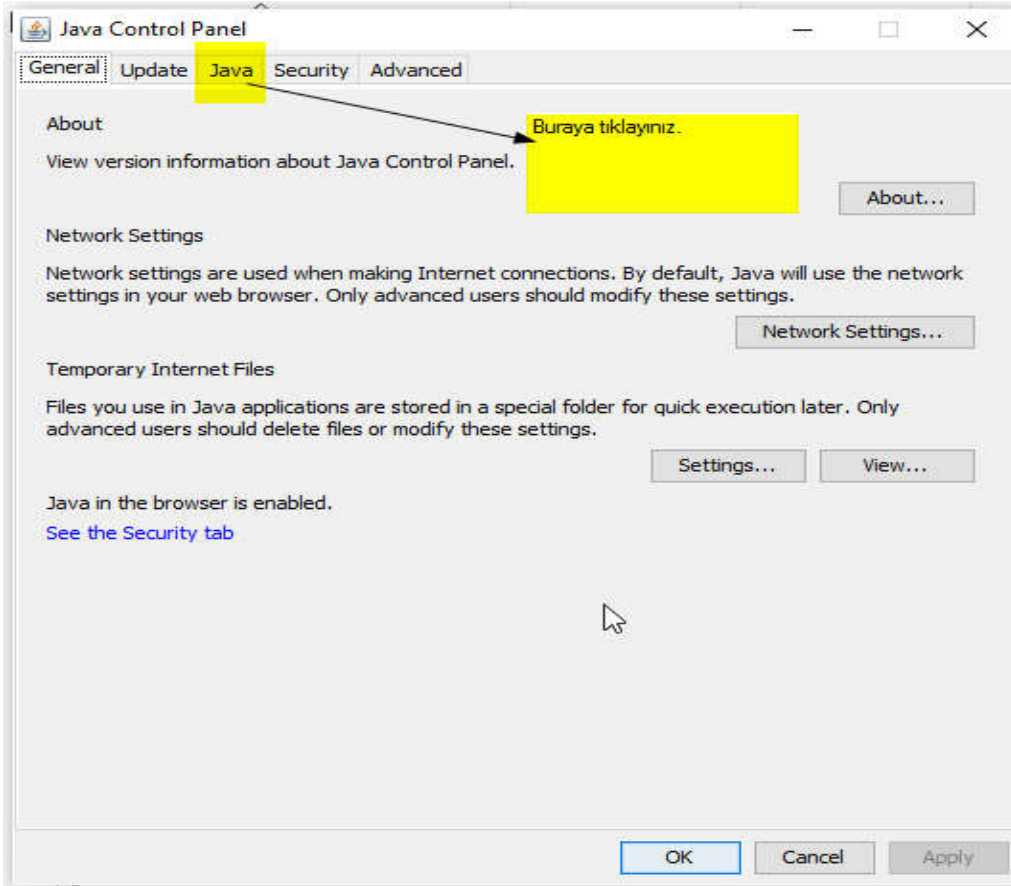 Java Control Panel
General Update Java Security Advanced
About
Buraya tıklayınız.
View version information about Java Control Panel.
About...
Network Settings
Network settings are used when making Internet connections. By default, Java will use the network
settings in your web browser. Only advanced users should modify these settings.
Network Settings...
Temporary Internet Files
Files you use in Java applications are stored in a special folder for quick execution later. Only
advanced users should delete files or modify these settings.
Settings... View...
Java in the browser is enabled.
See the Security tab
OK Cancel Apply